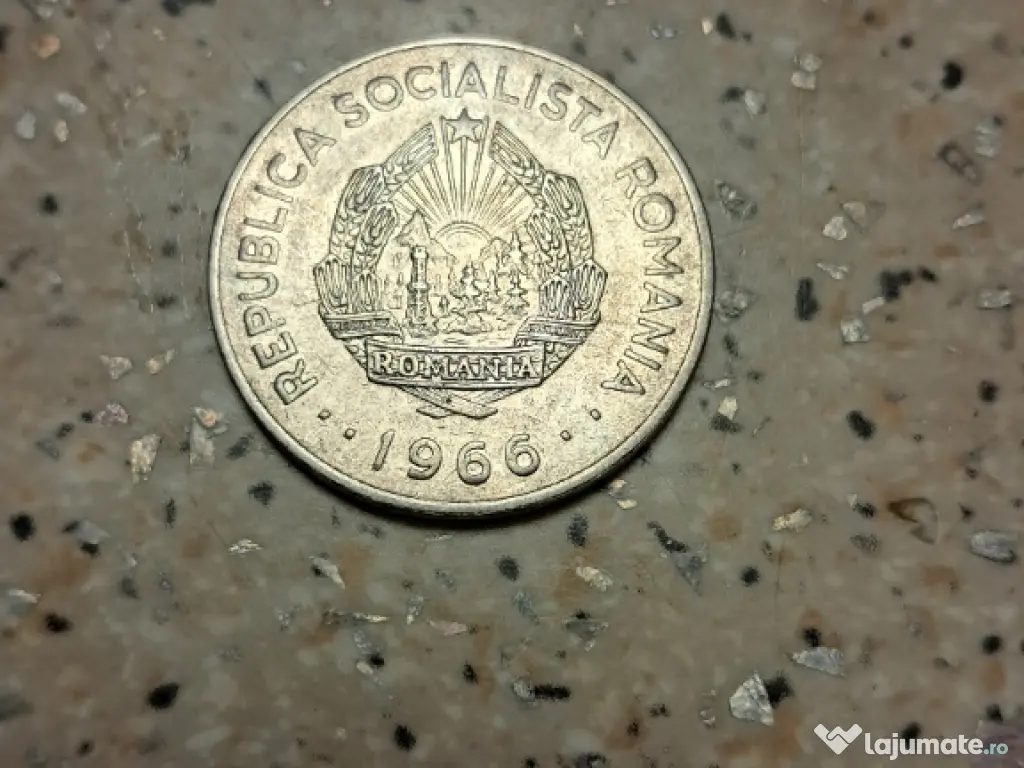 REPUBLICA SOCIALISTA ROMANIA
ROMANIA
· · 1966 · ·
lajumate.ro